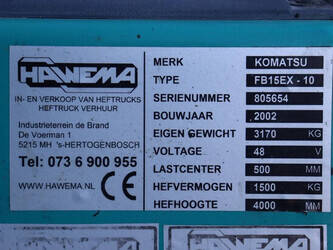 HAWEMA
IN- EN VERKOOP VAN HEFTRUCKS
HEFTRUCK VERHUUR
Industrieterrein de Brand
De Voerman 1
5215 MH 's-HERTOGENBOSCH
Tel: 073 6 900 955
WWW.HAWEMA.NL CE
MERK KOMATSU
TYPE FB15EX - 10
SERIENUMMER 805654
BOUWJAAR 2002
EIGEN GEWICHT 3170 KG
VOLTAGE 48 V
LASTCENTER 500 MM
HEFVERMOGEN 1500 KG
HEFHOOGTE 4000 MM